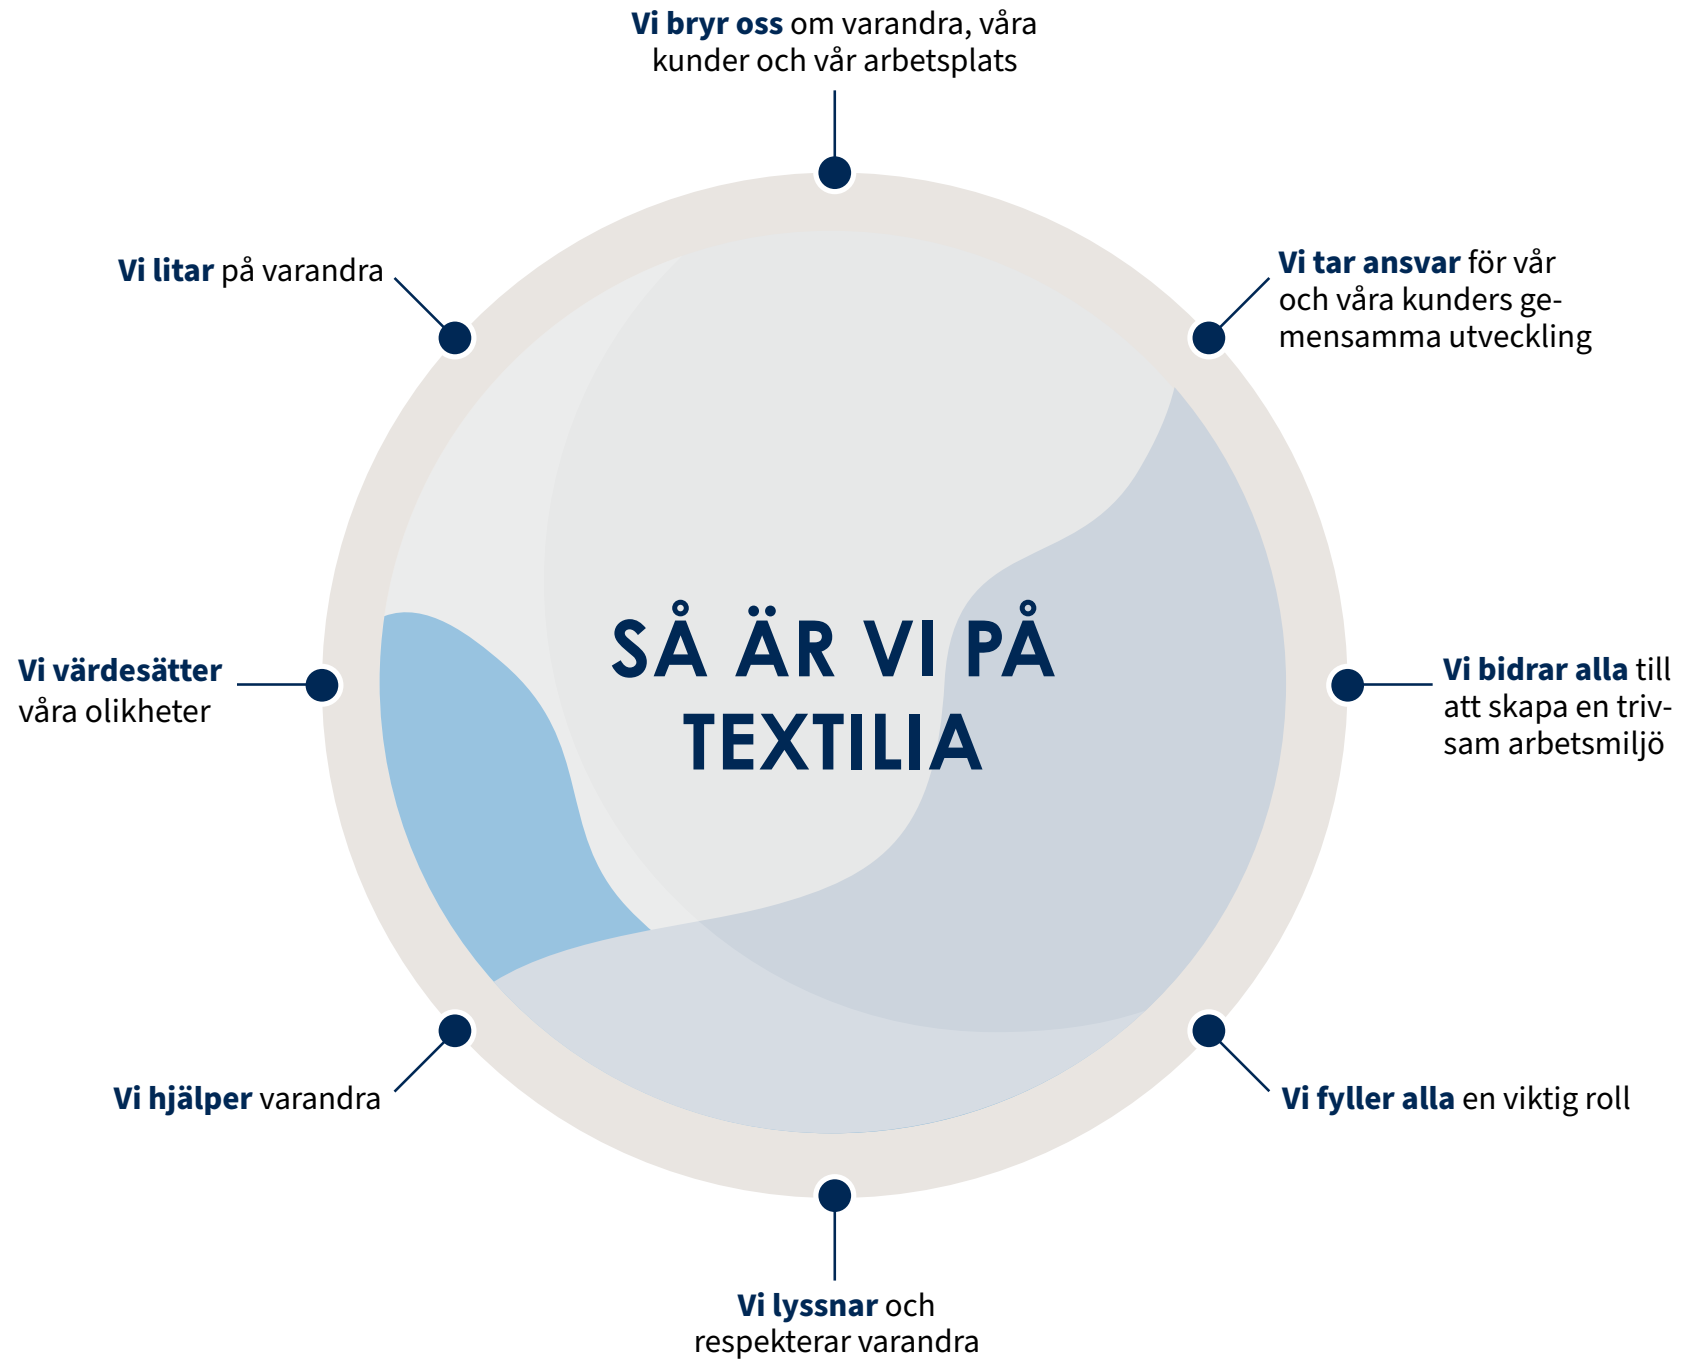 Vi bryr oss om varandra, våra
kunder och vår arbetsplats
Vi tar ansvar för vår
och våra kunders ge-
mensamma utveckling
Vi bidrar alla till
att skapa en triv-
sam arbetsmiljö
Vi fyller alla en viktig roll
Vi lyssnar och
respekterar varandra
Vi hjälper varandra
Vi värdesätter
våra olikheter
Vi litar på varandra
SÅ ÄR VI PÅ
TEXTILIA